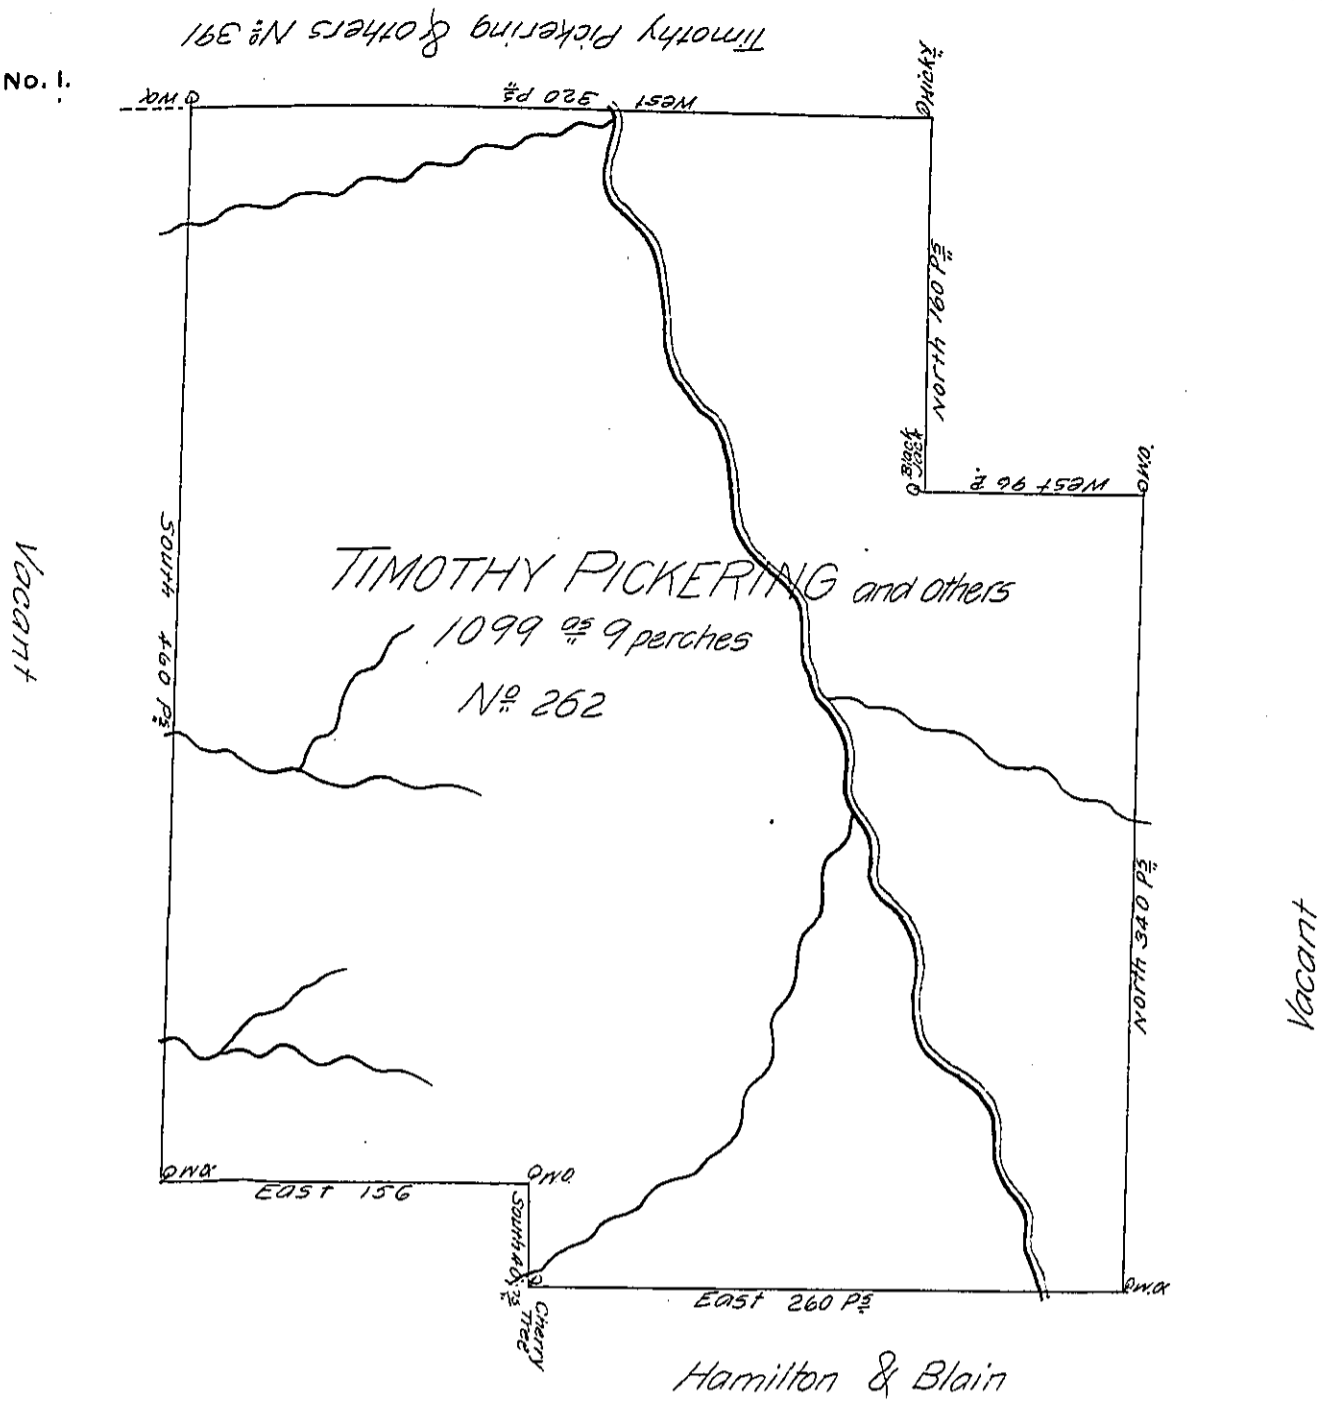 Timothy Pickering & others Nº 391
No. 1.
WO
West 320 Ps
Hicky
North 160 Ps
Black Jack
West 96 P.
W.O.
South 460 Ps
Vacant
TIMOTHY PICKERING and others
1099 as 9 perches
Nº 262
North 340 Ps
Vacant
W.O.
East 156
W.O.
South 40 Ps
Cherry
Tree
East 260 Ps
W.O.
Hamilton & Blain